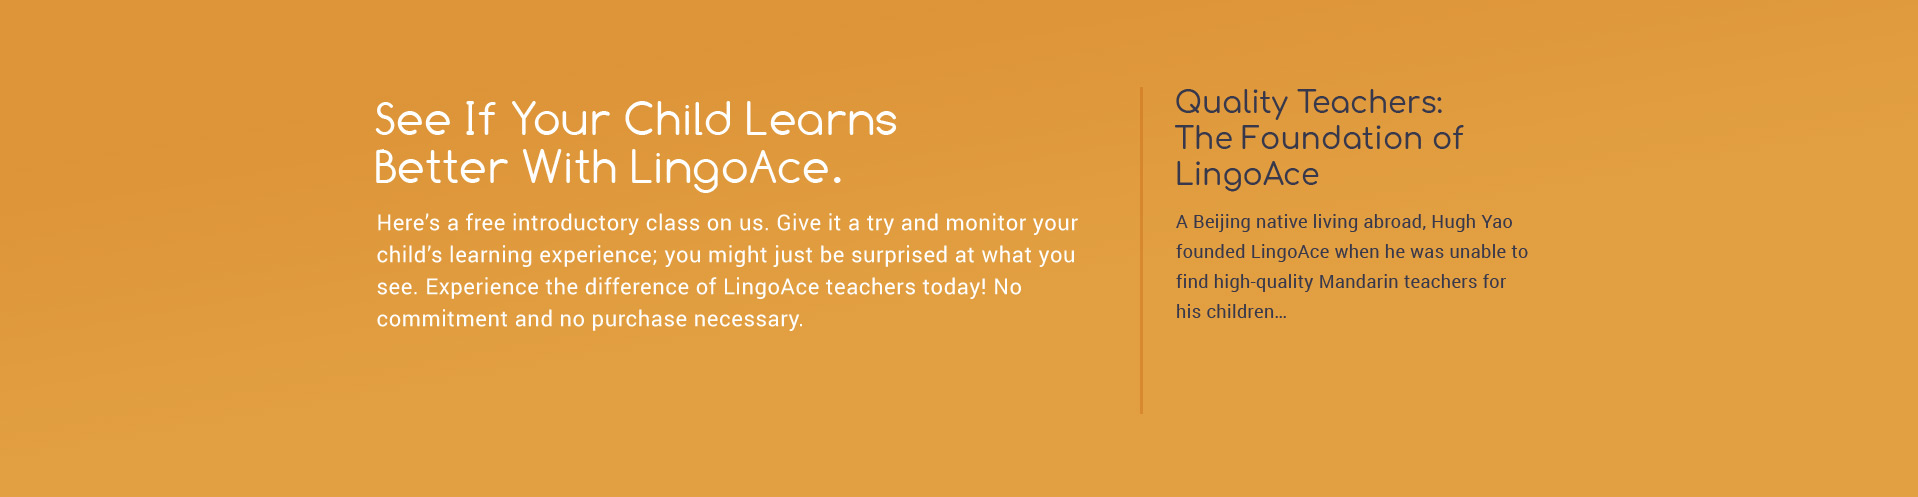 See If Your Child Learns
Better With LingoAce.
Here’s a free introductory class on us. Give it a try and monitor your
child’s learning experience; you might just be surprised at what you
see. Experience the difference of LingoAce teachers today! No
commitment and no purchase necessary.
Quality Teachers:
The Foundation of
LingoAce
A Beijing native living abroad, Hugh Yao
founded LingoAce when he was unable to
find high-quality Mandarin teachers for
his children…